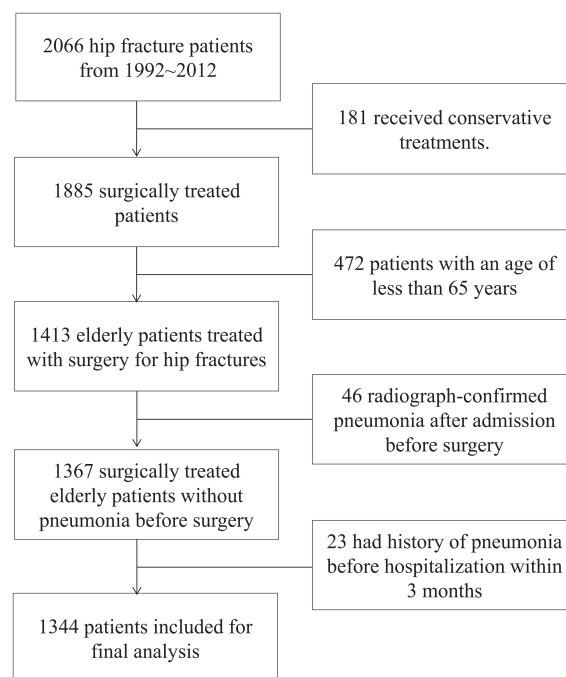 2066 hip fracture patients
from 1992~2012
181 received conservative
treatments.
1885 surgically treated
patients
472 patients with an age of
less than 65 years
1413 elderly patients treated
with surgery for hip fractures
46 radiograph-confirmed
pneumonia after admission
before surgery
1367 surgically treated
elderly patients without
pneumonia before surgery
23 had history of pneumonia
before hospitalization within
3 months
1344 patients included for
final analysis